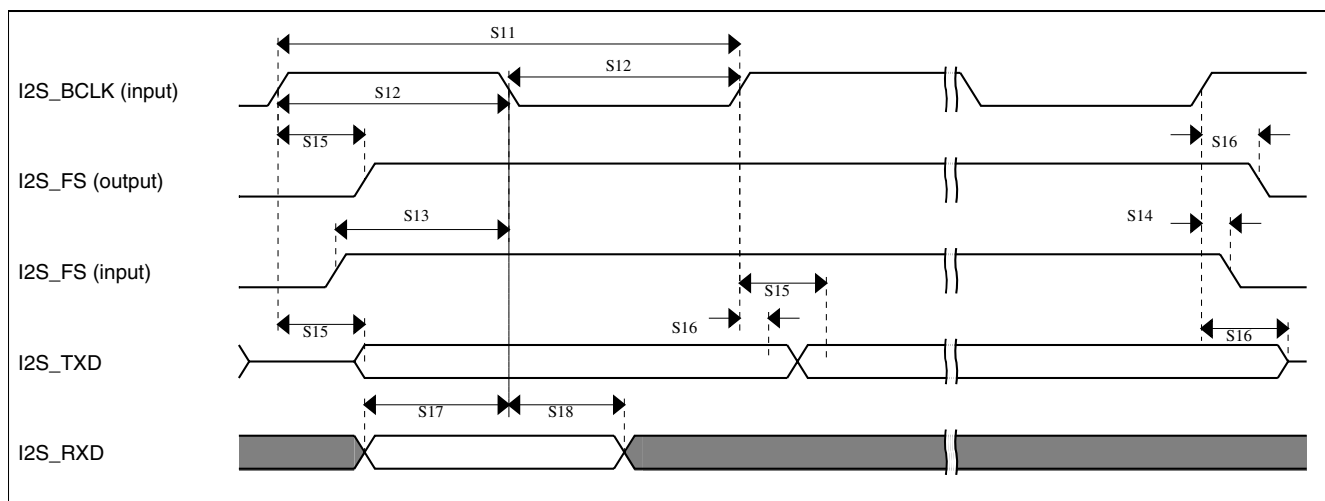 S11
I2S_BCLK (input)
S12
S12
S15
S16
I2S_FS (output)
S13
S14
I2S_FS (input)
S15
S15
S16
S16
I2S_TXD
S17
S18
I2S_RXD